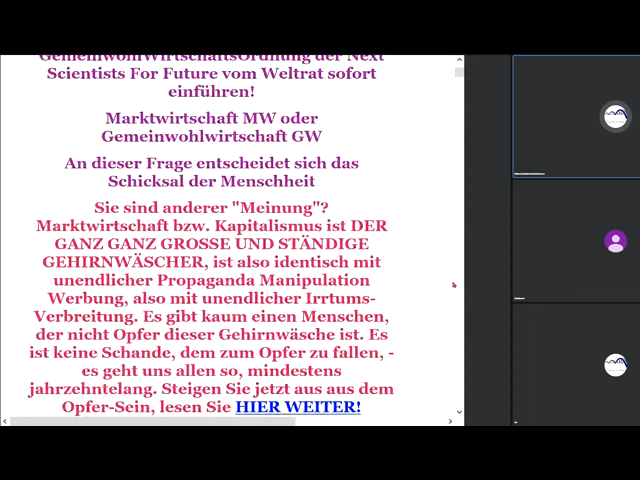 GemeinwohlWirtschaftsOrdnung der Next
Scientists For Future vom Weltrat sofort
einführen!
Marktwirtschaft MW oder
Gemeinwohlwirtschaft GW
An dieser Frage entscheidet sich das
Schicksal der Menschheit
Sie sind anderer "Meinung"?
Marktwirtschaft bzw. Kapitalismus ist DER
GANZ GANZ GROSSE UND STÄNDIGE
GEHIRNWÄSCHER, ist also identisch mit
unendlicher Propaganda Manipulation
Werbung, also mit unendlicher Irrtums-
Verbreitung. Es gibt kaum einen Menschen,
der nicht Opfer dieser Gehirnwäsche ist. Es
ist keine Schande, dem zum Opfer zu fallen, -
es geht uns allen so, mindestens
jahrzehntelang. Steigen Sie jetzt aus aus dem
Opfer-Sein, lesen Sie HIER WEITER!